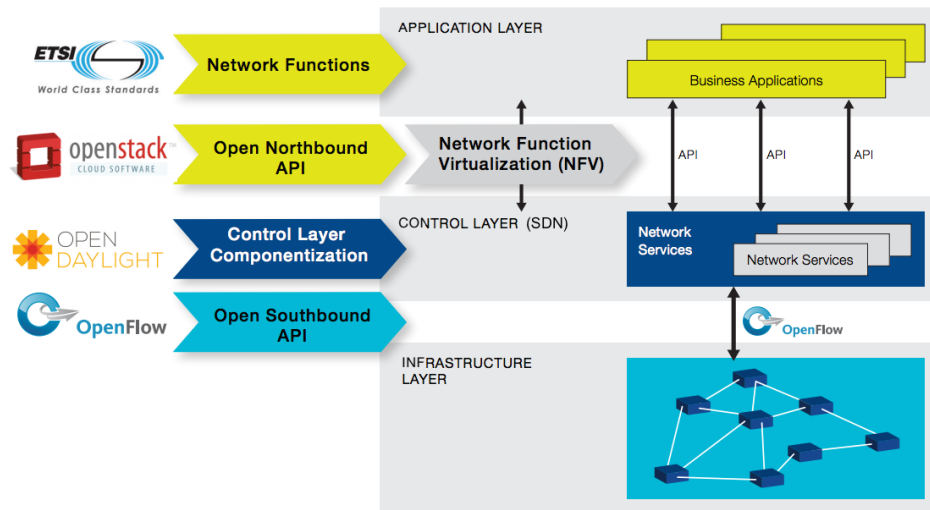 ETSI
World Class Standards
Network Functions
APPLICATION LAYER
Business Applications
openstack™
CLOUD SOFTWARE
Open Northbound
API
Network Function
Virtualization (NFV)
API
API
API
OPEN
DAYLIGHT
Control Layer
Componentization
CONTROL LAYER (SDN)
Network
Services
Network Services
OpenFlow
Open Southbound
API
OpenFlow
INFRASTRUCTURE
LAYER